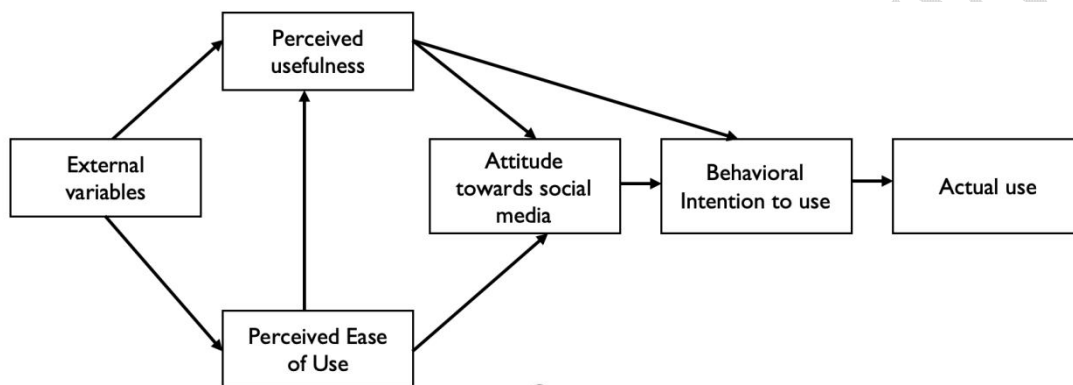 Perceived
usefulness
External
variables
Attitude
towards social
media
Behavioral
Intention to use
Actual use
Perceived Ease
of Use